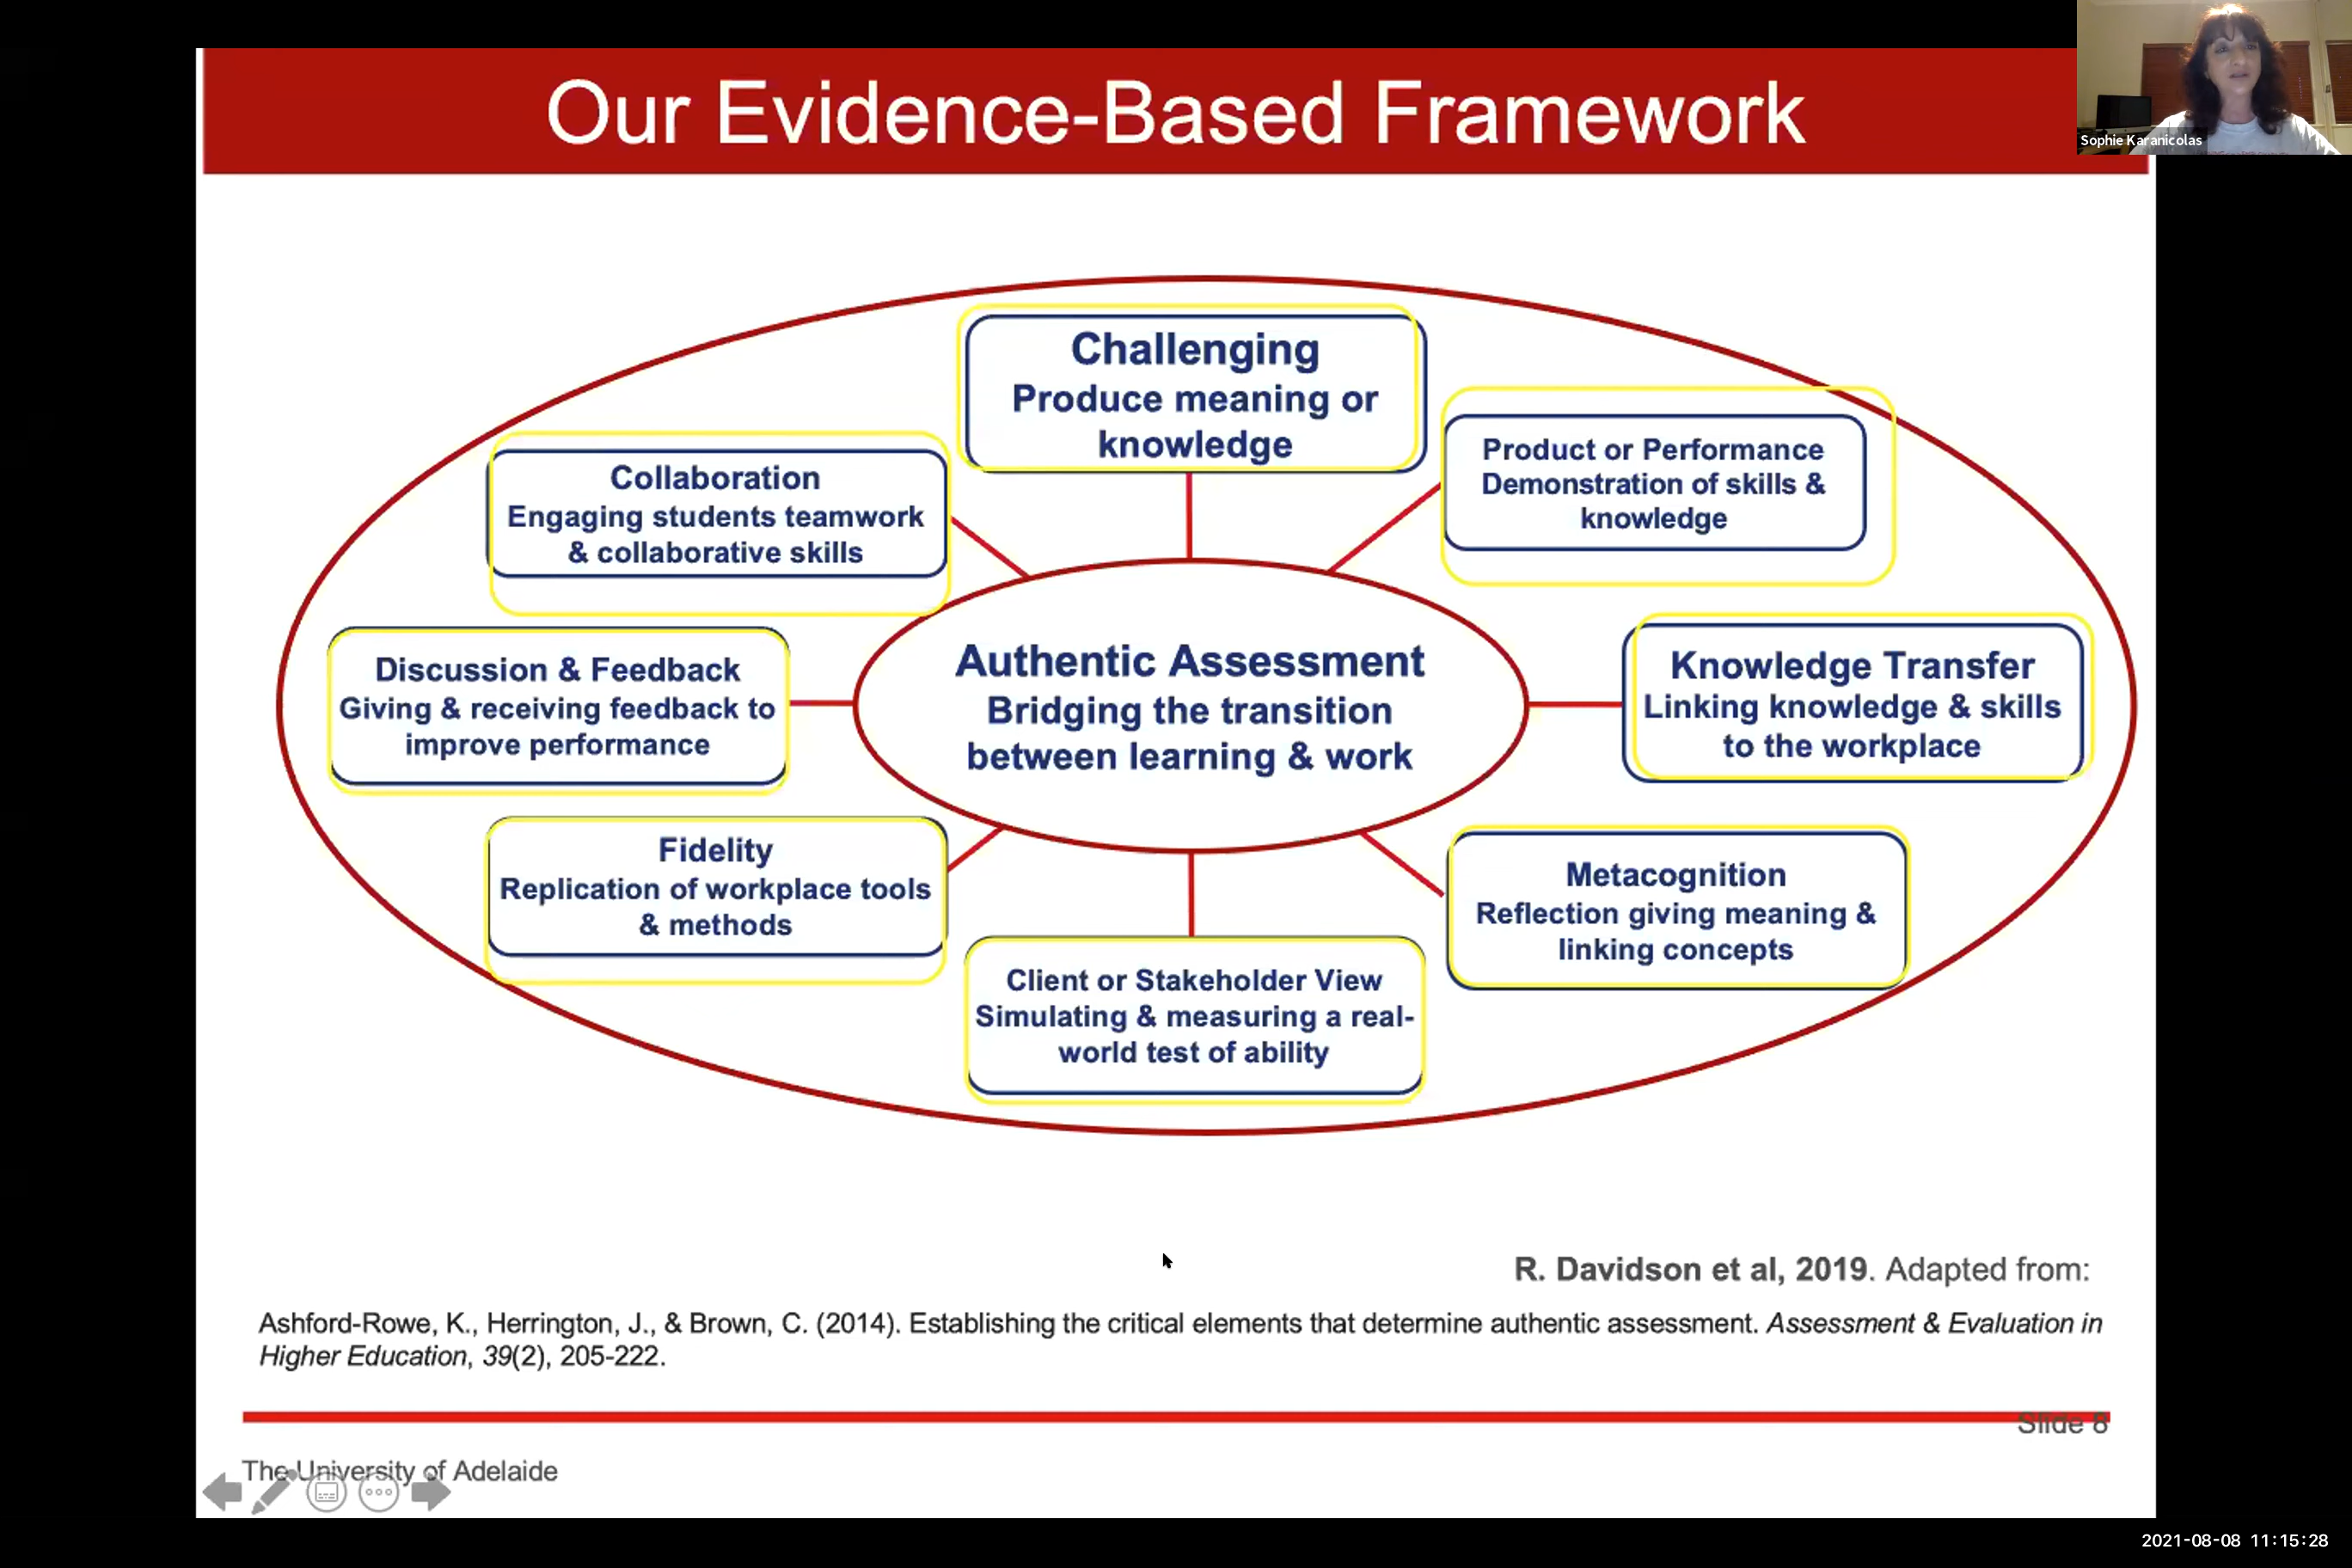 Our Evidence-Based Framework
Sophie Karanicolas
Challenging
Produce meaning or
knowledge
Product or Performance
Demonstration of skills &
knowledge
Collaboration
Engaging students teamwork
& collaborative skills
Discussion & Feedback
Giving & receiving feedback to
improve performance
Authentic Assessment
Bridging the transition
between learning & work
Knowledge Transfer
Linking knowledge & skills
to the workplace
Fidelity
Replication of workplace tools
& methods
Metacognition
Reflection giving meaning &
linking concepts
Client or Stakeholder View
Simulating & measuring a real-
world test of ability
R. Davidson et al, 2019. Adapted from:
Ashford-Rowe, K., Herrington, J., & Brown, C. (2014). Establishing the critical elements that determine authentic assessment. Assessment & Evaluation in
Higher Education, 39(2), 205-222.
Slide 8
The University of Adelaide
2021-08-08 11:15:28